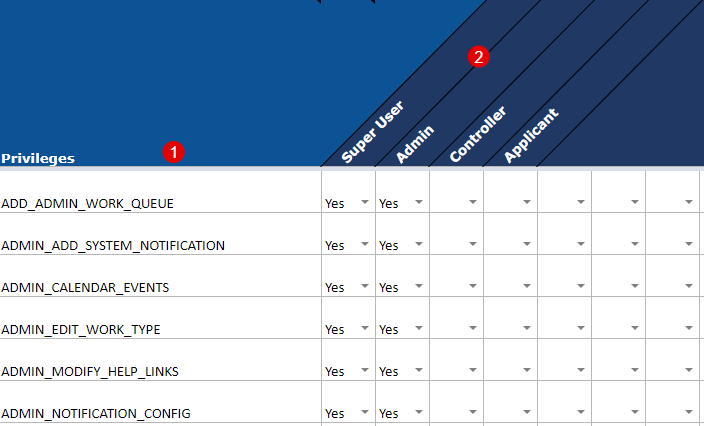 2
Super User
Admin
Controller
Applicant
Privileges 1
ADD_ADMIN_WORK_QUEUE Yes Yes
ADMIN_ADD_SYSTEM_NOTIFICATION Yes Yes
ADMIN_CALENDAR_EVENTS Yes Yes
ADMIN_EDIT_WORK_TYPE Yes Yes
ADMIN_MODIFY_HELP_LINKS Yes Yes
ADMIN_NOTIFICATION_CONFIG Yes Yes